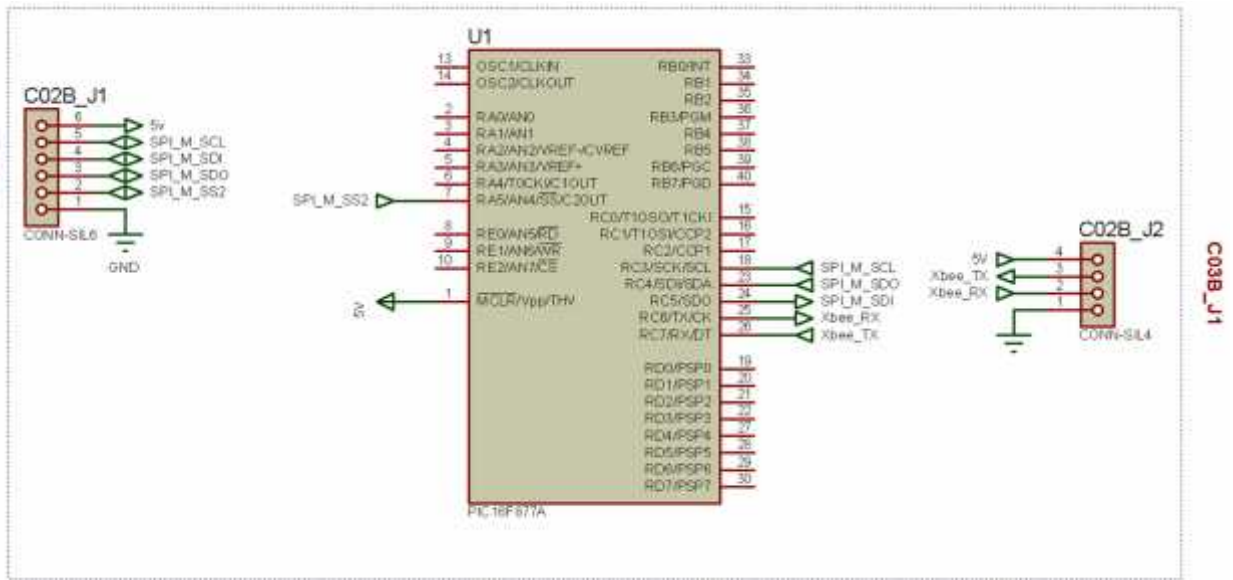 U1
13 OSC1/CLKIN
14 OSC2/CLKOUT
2 RA0/AN0
3 RA1/AN1
4 RA2/AN2/VREF-/CVREF
5 RA3/AN3/VREF+
6 RA4/T0CKI/C1OUT
7 RA5/AN4/SS/C2OUT
8 RE0/AN5/RD
9 RE1/AN6/WR
10 RE2/AN7/CS
1 MCLR/Vpp/THV
RB0/INT 33
RB1 34
RB2 35
RB3/PGM 36
RB4 37
RB5 38
RB6/PGC 39
RB7/PGD 40
RC0/T1OSO/T1CKI 15
RC1/T1OSI/CCP2 16
RC2/CCP1 17
RC3/SCK/SCL 18
RC4/SDI/SDA 23
RC5/SDO 24
RC6/TX/CK 25
RC7/RX/DT 26
RD0/PSP0 19
RD1/PSP1 20
RD2/PSP2 21
RD3/PSP3 22
RD4/PSP4 27
RD5/PSP5 28
RD6/PSP6 29
RD7/PSP7 30
PIC16F877A
C02B_J1
6 5v
5 SPI_M_SCL
4 SPI_M_SDI
3 SPI_M_SDO
2 SPI_M_SS2
1
CONN-SIL6
GND
SPI_M_SS2
5V
SPI_M_SCL
SPI_M_SDO
SPI_M_SDI
Xbee_RX
Xbee_TX
C02B_J2
5V 4
Xbee_TX 3
Xbee_RX 2
1
CONN-SIL4
C03B_J1